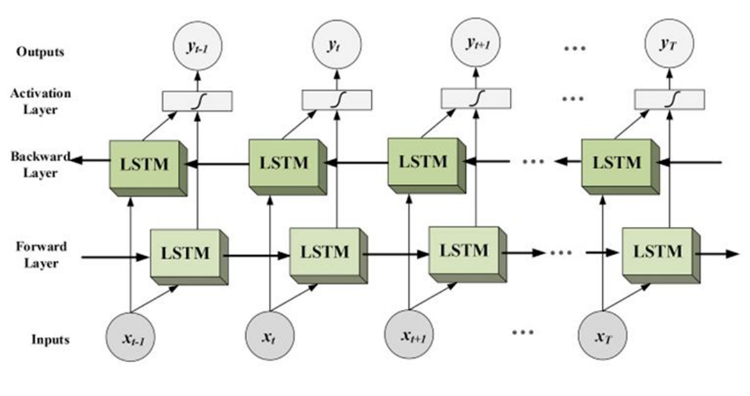 Outputs y_{t-1} y_t y_{t+1} ... y_T
Activation ∫ ∫ ∫ ... ∫
Layer
Backward LSTM LSTM LSTM ... LSTM
Layer
Forward LSTM LSTM LSTM ... LSTM
Layer
Inputs x_{t-1} x_t x_{t+1} ... x_T